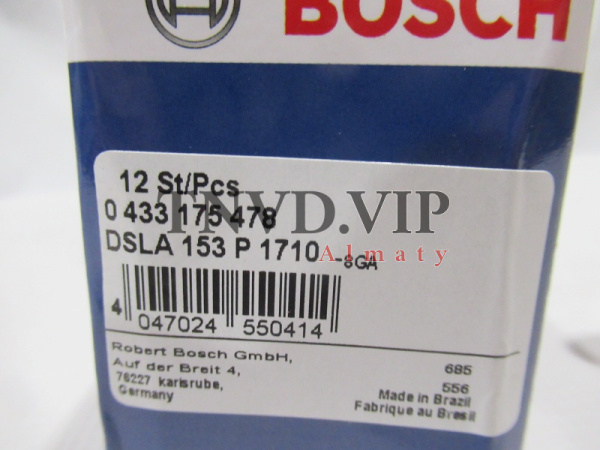 BOSCH
12 St/Pcs
0 433 175 478
TNVD.VIP
DSLA 153 P 1710
Almaty
-8GA
4 047024 550414
Robert Bosch GmbH,
Auf der Breit 4,
76227 karlsruhe,
Germany
685
556
Made in Brazil
Fabrique au Bresil